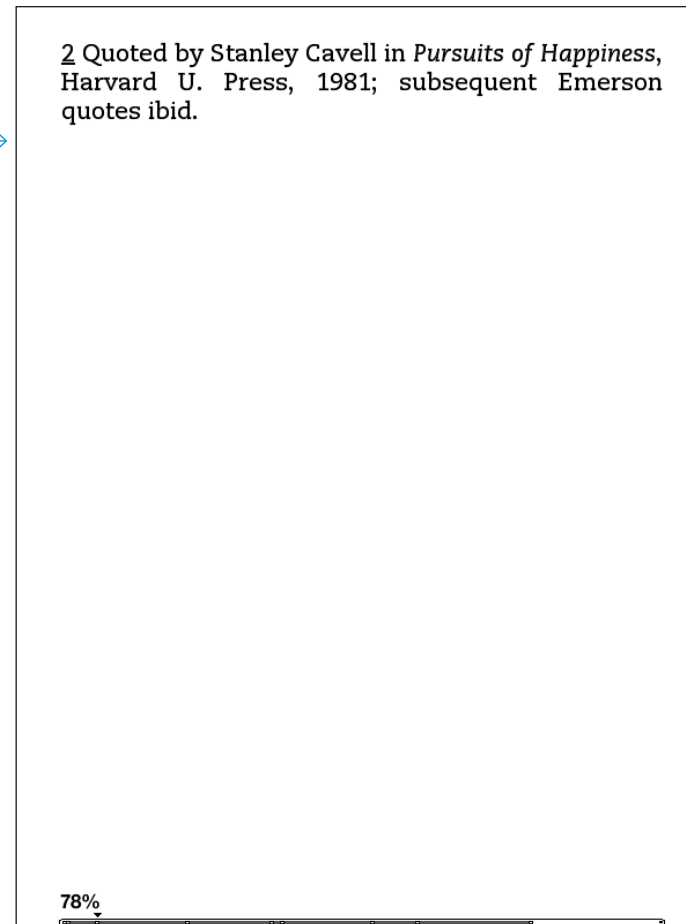 2 Quoted by Stanley Cavell in Pursuits of Happiness,
Harvard U. Press, 1981; subsequent Emerson
quotes ibid.
78%